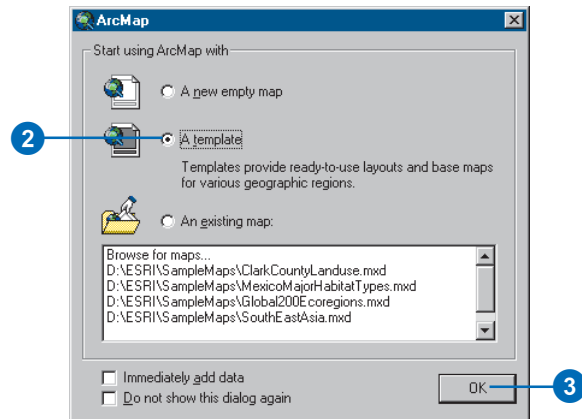 ArcMap
Start using ArcMap with
A new empty map
2
A template
Templates provide ready-to-use layouts and base maps
for various geographic regions.
An existing map:
Browse for maps...
D:\ESRI\SampleMaps\ClarkCountyLanduse.mxd
D:\ESRI\SampleMaps\MexicoMajorHabitatTypes.mxd
D:\ESRI\SampleMaps\Global200Ecoregions.mxd
D:\ESRI\SampleMaps\SouthEastAsia.mxd
Immediately add data
Do not show this dialog again
OK
3